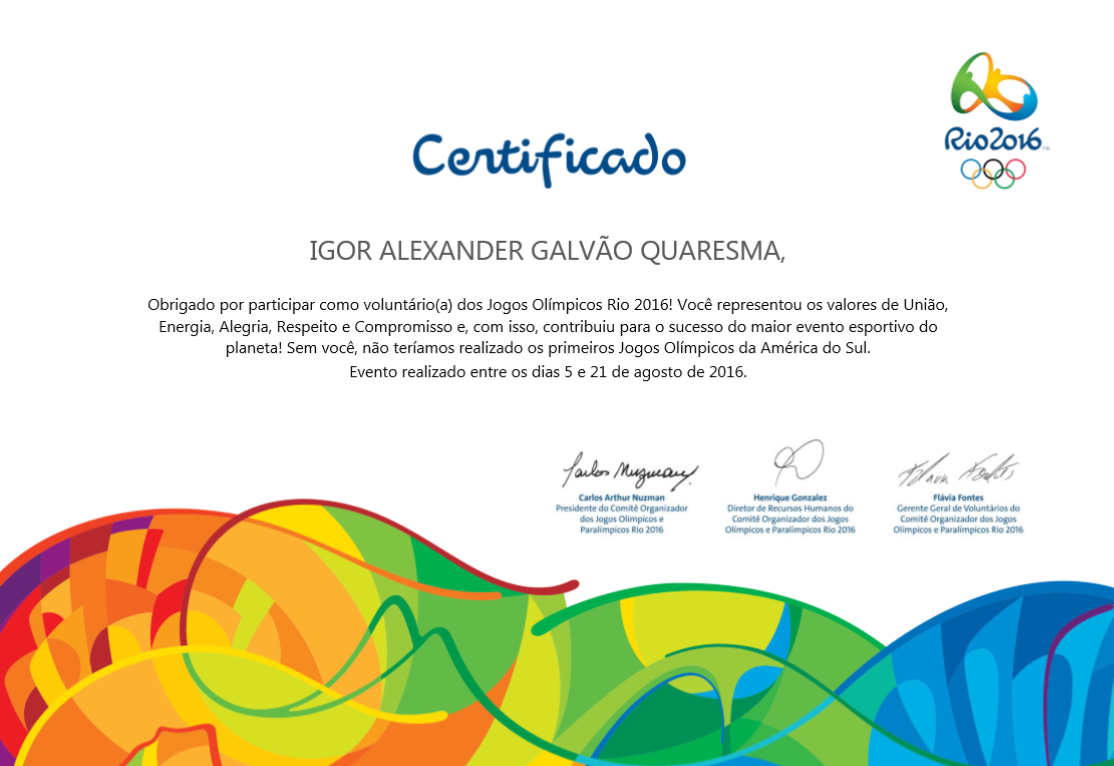 Rio2016™
Certificado
IGOR ALEXANDER GALVÃO QUARESMA,
Obrigado por participar como voluntário(a) dos Jogos Olímpicos Rio 2016! Você representou os valores de União,
Energia, Alegria, Respeito e Compromisso e, com isso, contribuiu para o sucesso do maior evento esportivo do
planeta! Sem você, não teríamos realizado os primeiros Jogos Olímpicos da América do Sul.
Evento realizado entre os dias 5 e 21 de agosto de 2016.
Carlos Nuzman
Flávia Fontes
Carlos Arthur Nuzman
Presidente do Comitê Organizador
dos Jogos Olímpicos e
Paralímpicos Rio 2016
Henrique Gonzalez
Diretor de Recursos Humanos do
Comitê Organizador dos Jogos
Olímpicos e Paralímpicos Rio 2016
Flávia Fontes
Gerente Geral de Voluntários do
Comitê Organizador dos Jogos
Olímpicos e Paralímpicos Rio 2016